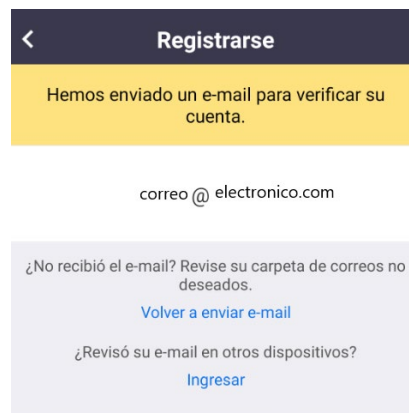 Registrarse
Hemos enviado un e-mail para verificar su
cuenta.
correo @ electronico.com
¿No recibió el e-mail? Revise su carpeta de correos no
deseados.
Volver a enviar e-mail
¿Revisó su e-mail en otros dispositivos?
Ingresar